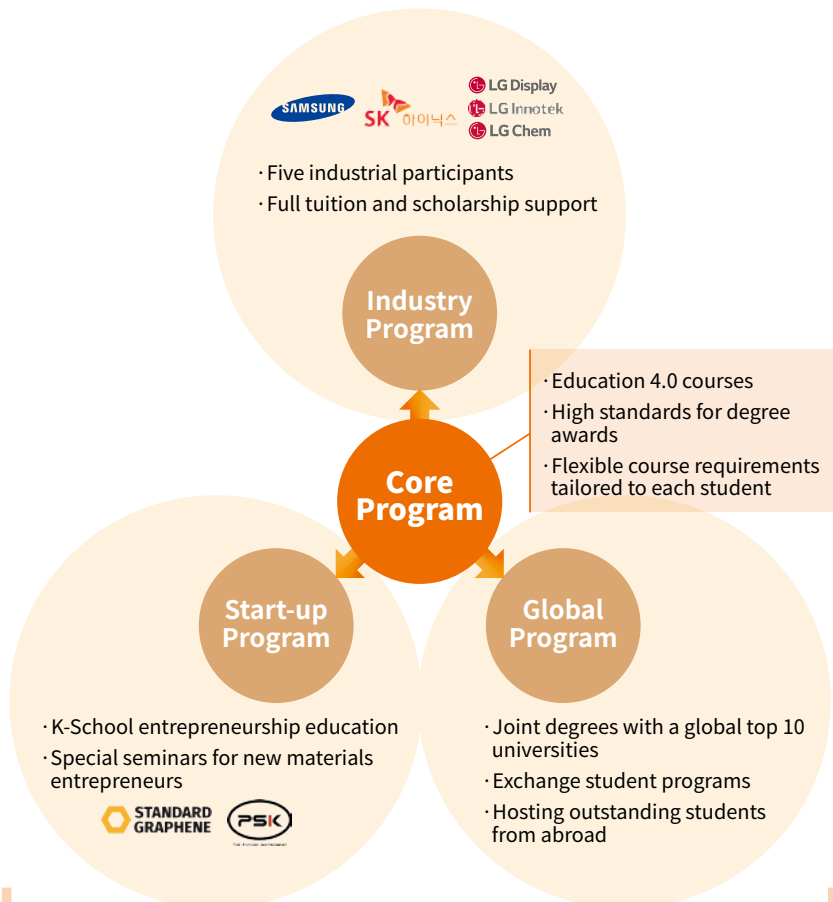 SAMSUNG
SK 하이닉스
LG Display
LG Innotek
LG Chem
· Five industrial participants
· Full tuition and scholarship support
Industry
Program
· Education 4.0 courses
· High standards for degree
awards
· Flexible course requirements
tailored to each student
Core
Program
Start-up
Program
· K-School entrepreneurship education
· Special seminars for new materials
entrepreneurs
STANDARD
GRAPHENE
PSK
Global
Program
· Joint degrees with a global top 10
universities
· Exchange student programs
· Hosting outstanding students
from abroad